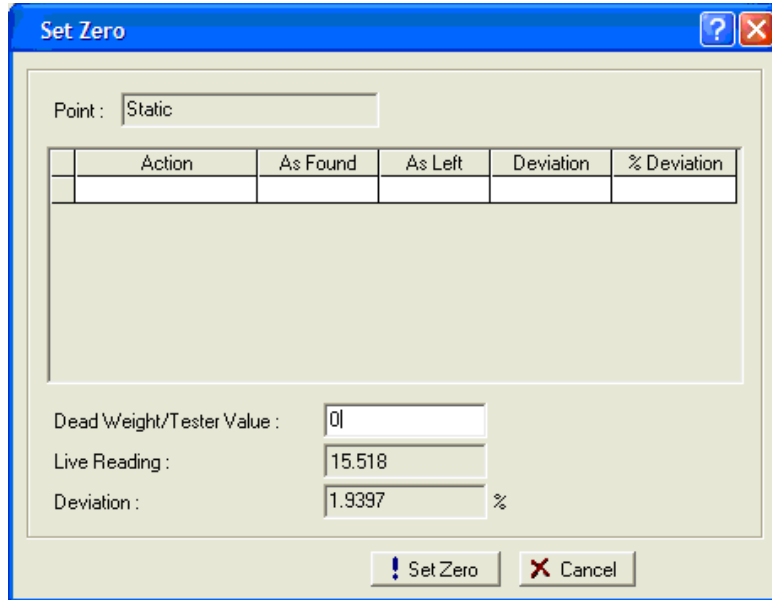 Set Zero
Point : Static
Action As Found As Left Deviation % Deviation
Dead Weight/Tester Value : 0
Live Reading : 15.518
Deviation : 1.9397 %
! Set Zero X Cancel